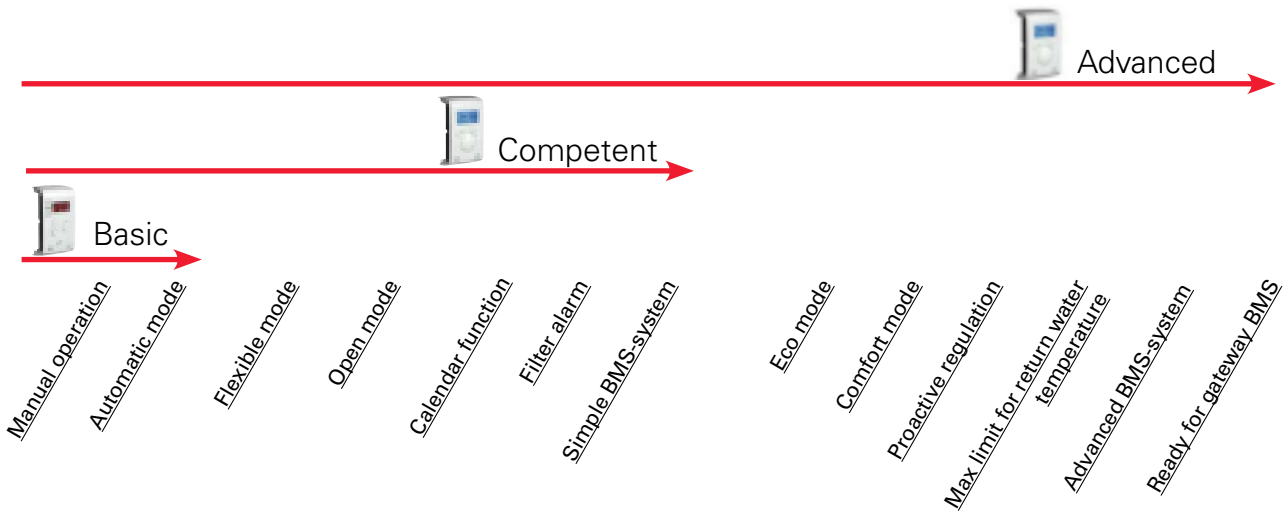 Advanced
Competent
Basic
Manual operation
Automatic mode
Flexible mode
Open mode
Calendar function
Filter alarm
Simple BMS-system
Eco mode
Comfort mode
Proactive regulation
Max limit for return water
temperature
Advanced BMS-system
Ready for gateway BMS